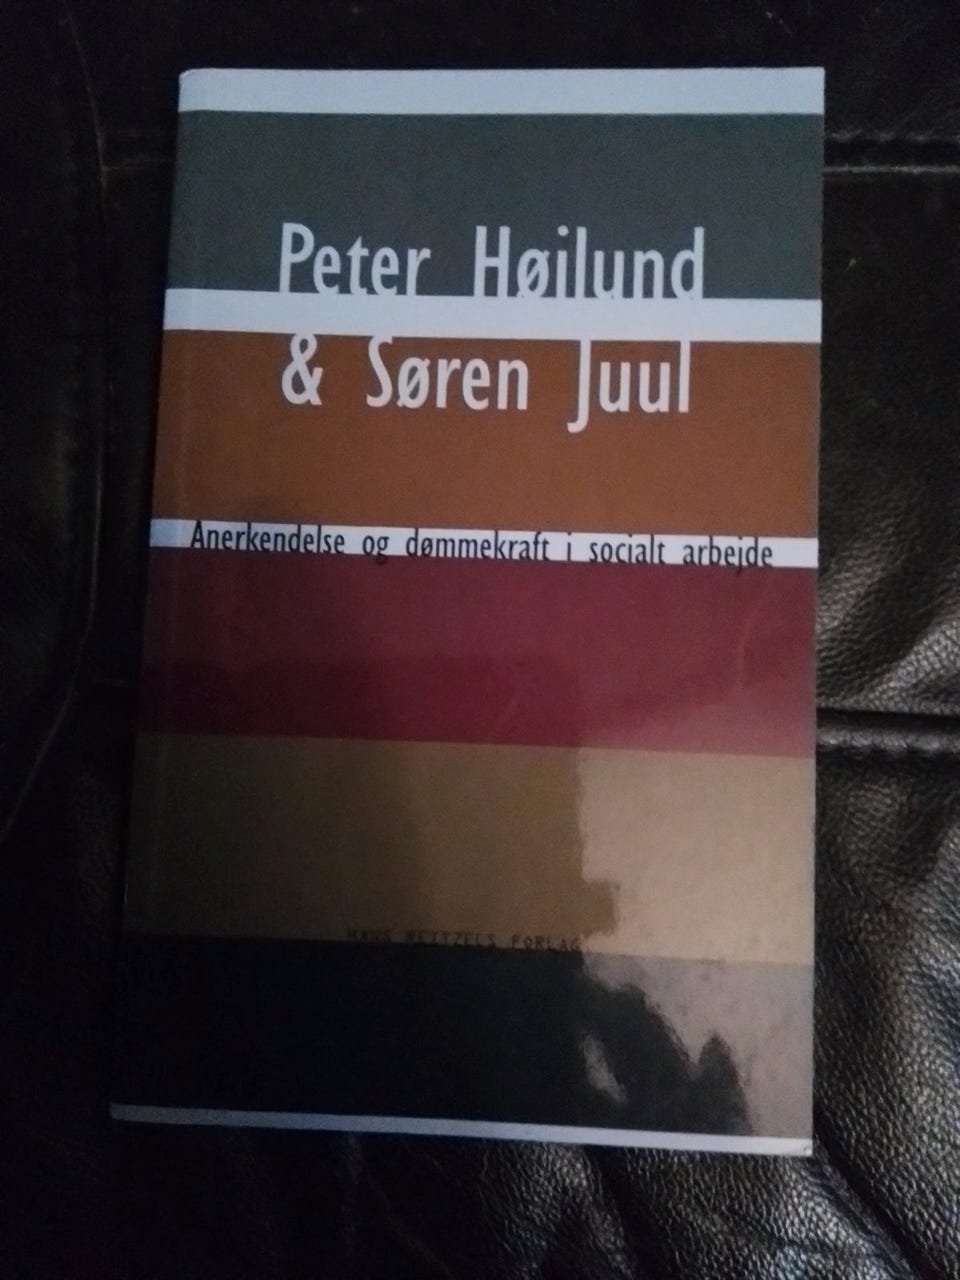 Peter Høilund
& Søren Juul
Anerkendelse og dømmekraft i socialt arbejde
HANS REITZELS FORLAG